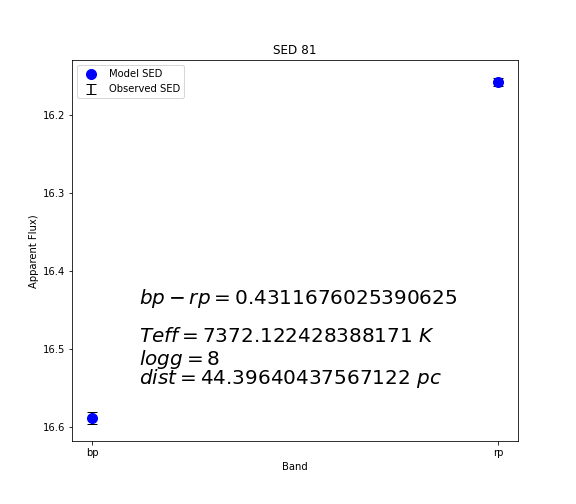 SED 81
Model SED
Observed SED
16.2
16.3
16.4
16.5
16.6
Apparent Flux)
bp − rp = 0.4311676025390625
Teff = 7372.122428388171 K
logg = 8
dist = 44.39640437567122 pc
bp
rp
Band